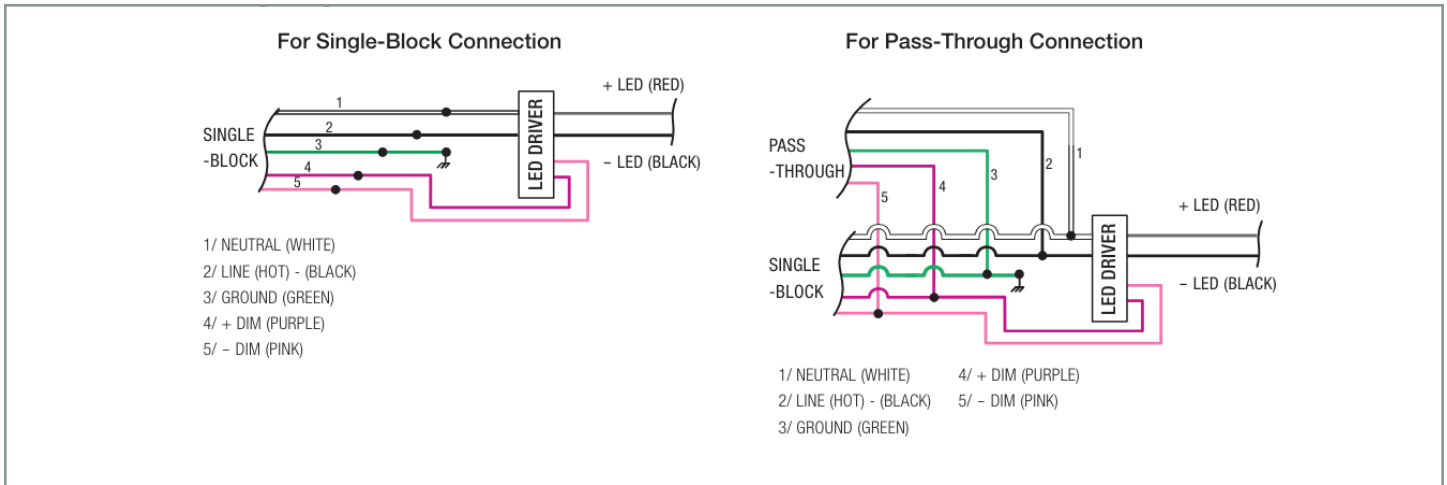 For Single-Block Connection
1
2
3
4
5
SINGLE
-BLOCK
LED DRIVER
+ LED (RED)
– LED (BLACK)
1/ NEUTRAL (WHITE)
2/ LINE (HOT) - (BLACK)
3/ GROUND (GREEN)
4/ + DIM (PURPLE)
5/ – DIM (PINK)
For Pass-Through Connection
PASS
-THROUGH
1
2
3
4
5
SINGLE
-BLOCK
LED DRIVER
+ LED (RED)
– LED (BLACK)
1/ NEUTRAL (WHITE)
2/ LINE (HOT) - (BLACK)
3/ GROUND (GREEN)
4/ + DIM (PURPLE)
5/ – DIM (PINK)